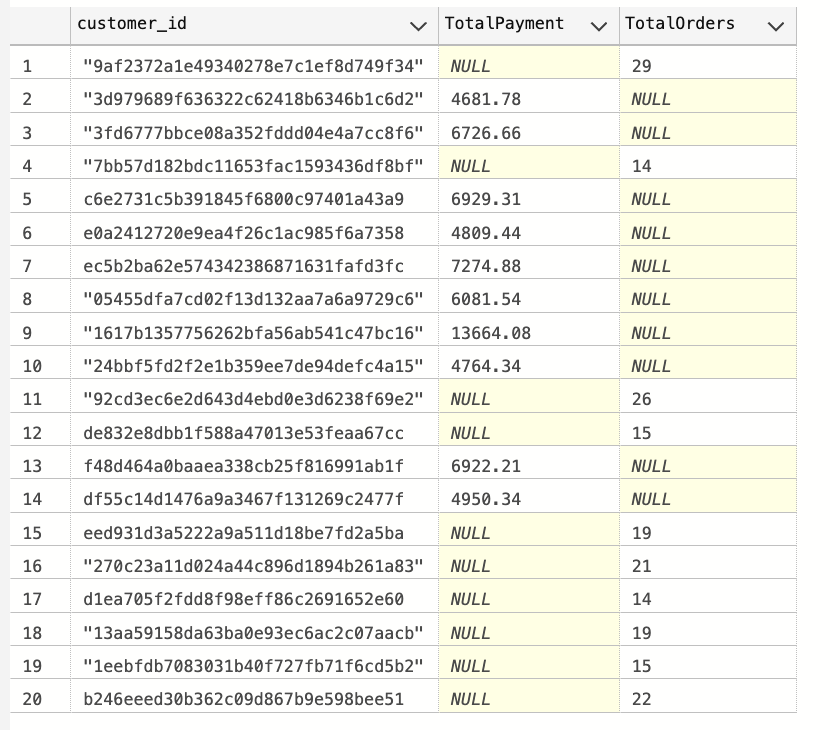 customer_id TotalPayment TotalOrders
1 "9af2372a1e49340278e7c1ef8d749f34" NULL 29
2 "3d979689f636322c62418b6346b1c6d2" 4681.78 NULL
3 "3fd6777bbce08a352fddd04e4a7cc8f6" 6726.66 NULL
4 "7bb57d182bdc11653fac1593436df8bf" NULL 14
5 c6e2731c5b391845f6800c97401a43a9 6929.31 NULL
6 e0a2412720e9ea4f26c1ac985f6a7358 4809.44 NULL
7 ec5b2ba62e574342386871631fafd3fc 7274.88 NULL
8 "05455dfa7cd02f13d132aa7a6a9729c6" 6081.54 NULL
9 "1617b1357756262bfa56ab541c47bc16" 13664.08 NULL
10 "24bbf5fd2f2e1b359ee7de94defc4a15" 4764.34 NULL
11 "92cd3ec6e2d643d4ebd0e3d6238f69e2" NULL 26
12 de832e8dbb1f588a47013e53feaa67cc NULL 15
13 f48d464a0baaea338cb25f816991ab1f 6922.21 NULL
14 df55c14d1476a9a3467f131269c2477f 4950.34 NULL
15 eed931d3a5222a9a511d18be7fd2a5ba NULL 19
16 "270c23a11d024a44c896d1894b261a83" NULL 21
17 d1ea705f2fdd8f98eff86c2691652e60 NULL 14
18 "13aa59158da63ba0e93ec6ac2c07aacb" NULL 19
19 "1eebfdb7083031b40f727fb71f6cd5b2" NULL 15
20 b246eeed30b362c09d867b9e598bee51 NULL 22